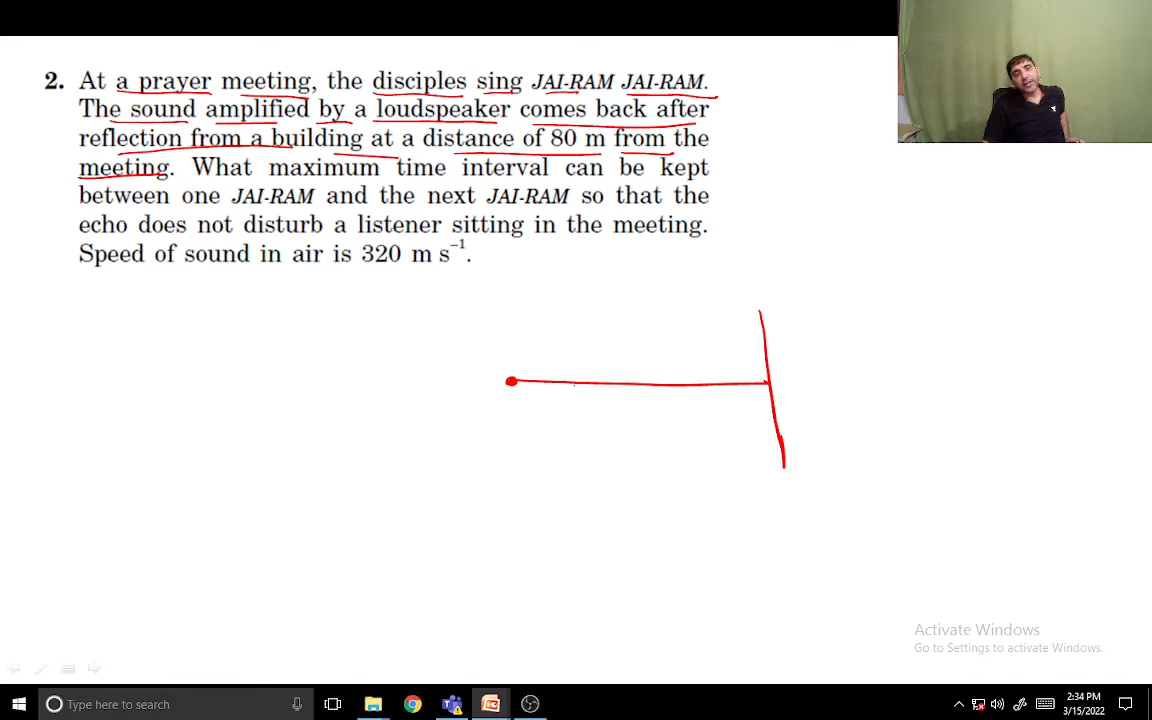 2. At a prayer meeting, the disciples sing JAI-RAM JAI-RAM.
The sound amplified by a loudspeaker comes back after
reflection from a building at a distance of 80 m from the
meeting. What maximum time interval can be kept
between one JAI-RAM and the next JAI-RAM so that the
echo does not disturb a listener sitting in the meeting.
Speed of sound in air is 320 m s⁻¹.
Activate Windows
Go to Settings to activate Windows.
Type here to search
2:34 PM
3/15/2022